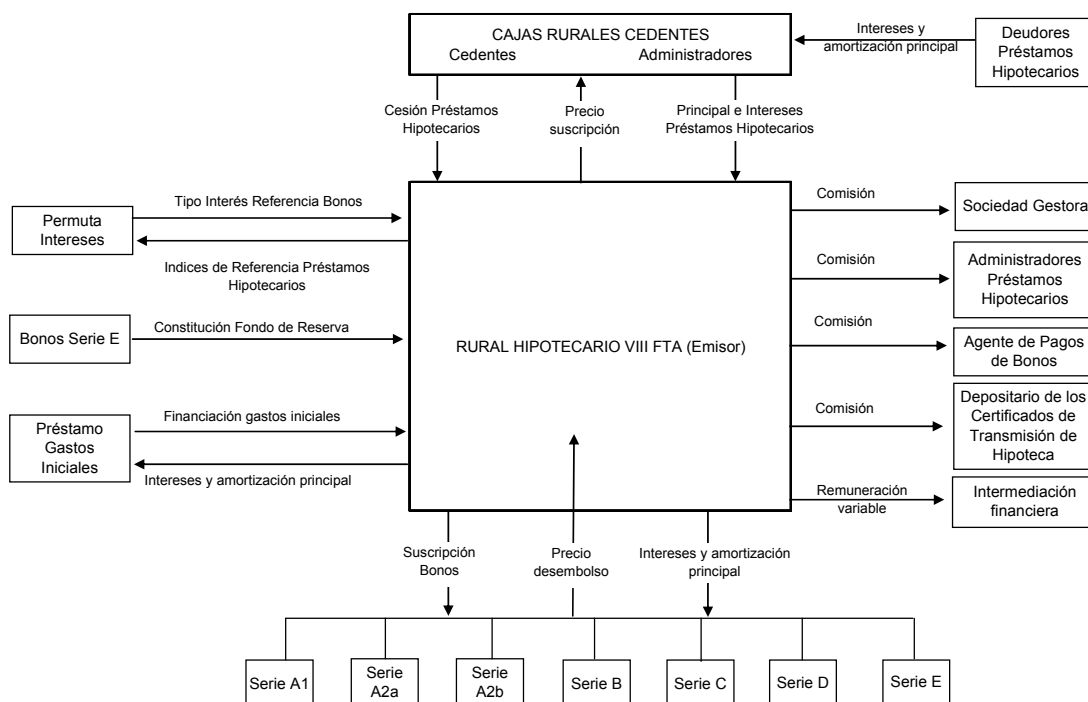 CAJAS RURALES CEDENTES
Cedentes
Administradores
Intereses y
amortización principal
Deudores
Préstamos
Hipotecarios
Cesión Préstamos
Hipotecarios
Precio
suscripción
Principal e Intereses
Préstamos Hipotecarios
Permuta
Intereses
Tipo Interés Referencia Bonos
Indices de Referencia Préstamos
Hipotecarios
Bonos Serie E
Constitución Fondo de Reserva
Préstamo
Gastos
Iniciales
Financiación gastos iniciales
Intereses y amortización principal
RURAL HIPOTECARIO VIII FTA (Emisor)
Comisión
Sociedad Gestora
Comisión
Administradores
Préstamos
Hipotecarios
Comisión
Agente de Pagos
de Bonos
Comisión
Depositario de los
Certificados de
Transmisión de
Hipoteca
Remuneración
variable
Intermediación
financiera
Suscripción
Bonos
Precio
desembolso
Intereses y amortización
principal
Serie A1
Serie
A2a
Serie
A2b
Serie B
Serie C
Serie D
Serie E